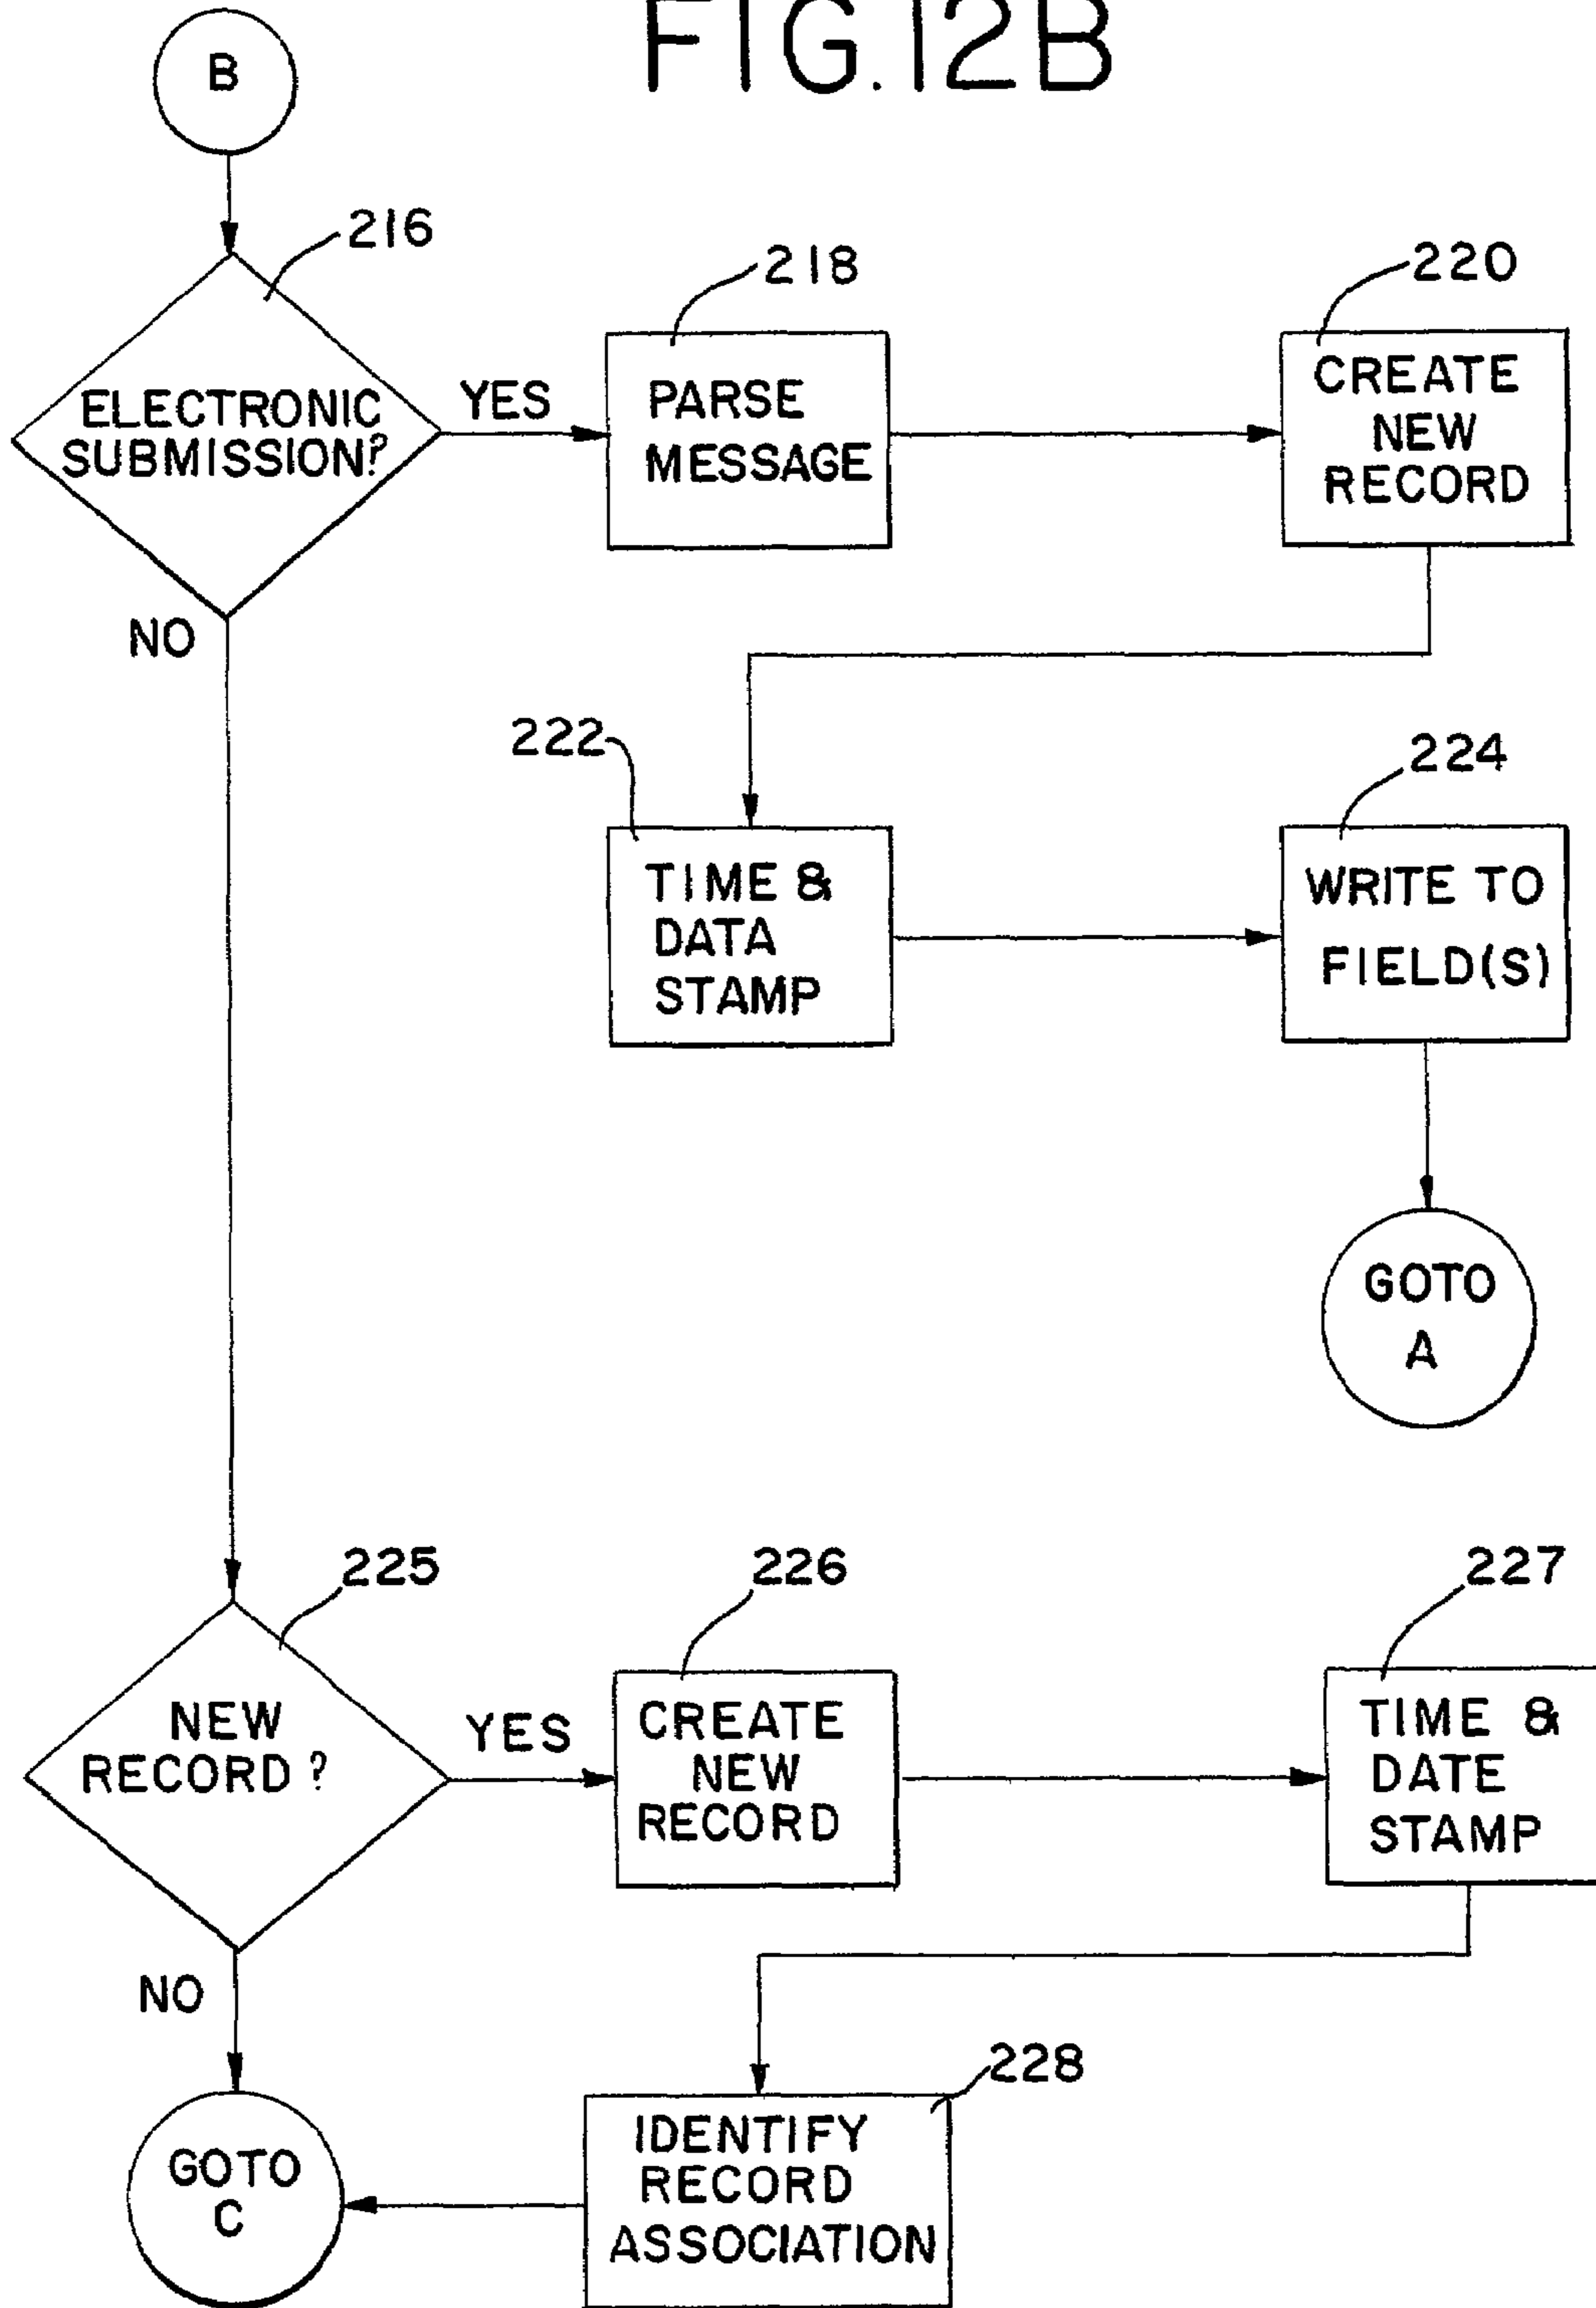 FIG.12B
B
216
218
220
ELECTRONIC
SUBMISSION?
YES
PARSE
MESSAGE
CREATE
NEW
RECORD
NO
222
224
TIME &
DATA
STAMP
WRITE TO
FIELD(S)
GOTO
A
225
226
227
NEW
RECORD ?
YES
CREATE
NEW
RECORD
TIME &
DATE
STAMP
NO
228
GOTO
C
IDENTIFY
RECORD
ASSOCIATION